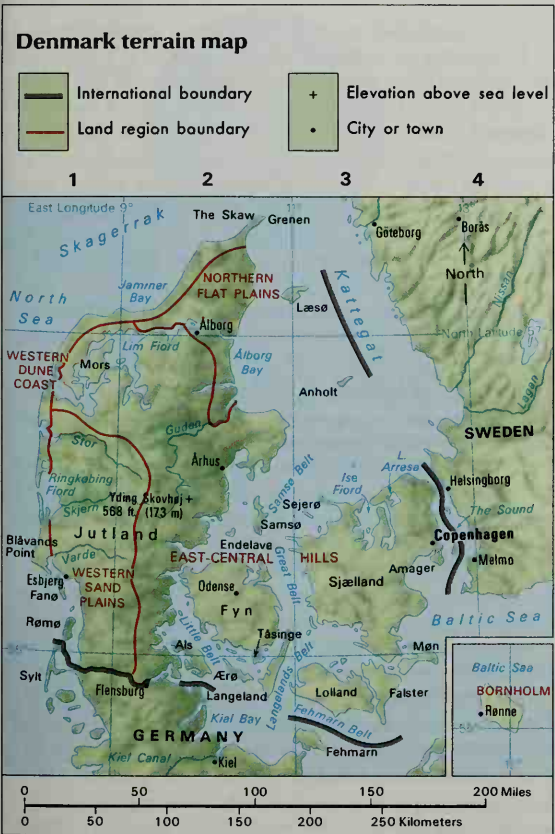 Denmark terrain map
International boundary
+ Elevation above sea level
Land region boundary
• City or town
1 2 3 4
East Longitude 9°
11°
13°
Skagerrak
The Skaw
Grenen
Göteborg
Borås
North
NORTHERN
FLAT PLAINS
Kattegat
Nissan
Jammer
Bay
Læsø
North
Sea
Ålborg
North Latitude 57°
Lim Fiord
WESTERN
DUNE
COAST
Mors
Ålborg
Bay
Lagan
Anholt
Guden
SWEDEN
Stor
Århus
L.
Arresø
Ise
Fiord
Helsingborg
Ringkøbing
Fiord
Yding Skovhøj +
568 ft. (173 m)
Samsø Belt
Sejerø
Samsø
The Sound
Skjern
Jutland
Endelave
Copenhagen
Blåvands
Point
Varde
EAST-CENTRAL HILLS
Great Belt
Amager
Melmo
Esbjerg
WESTERN
SAND
PLAINS
Fanø
Odense
Fyn
Sjælland
Baltic Sea
Rømø
Little Belt
Tåsinge
55°
Als
Møn
Sylt
Ærø
Langelands Belt
Flensburg
Langeland
Lolland
Falster
Kiel Bay
Fehmarn Belt
GERMANY
Fehmarn
Kiel Canal
Kiel
Baltic Sea
BORNHOLM
Rønne
0 50 100 150 200 Miles
0 50 100 150 200 250 Kilometers